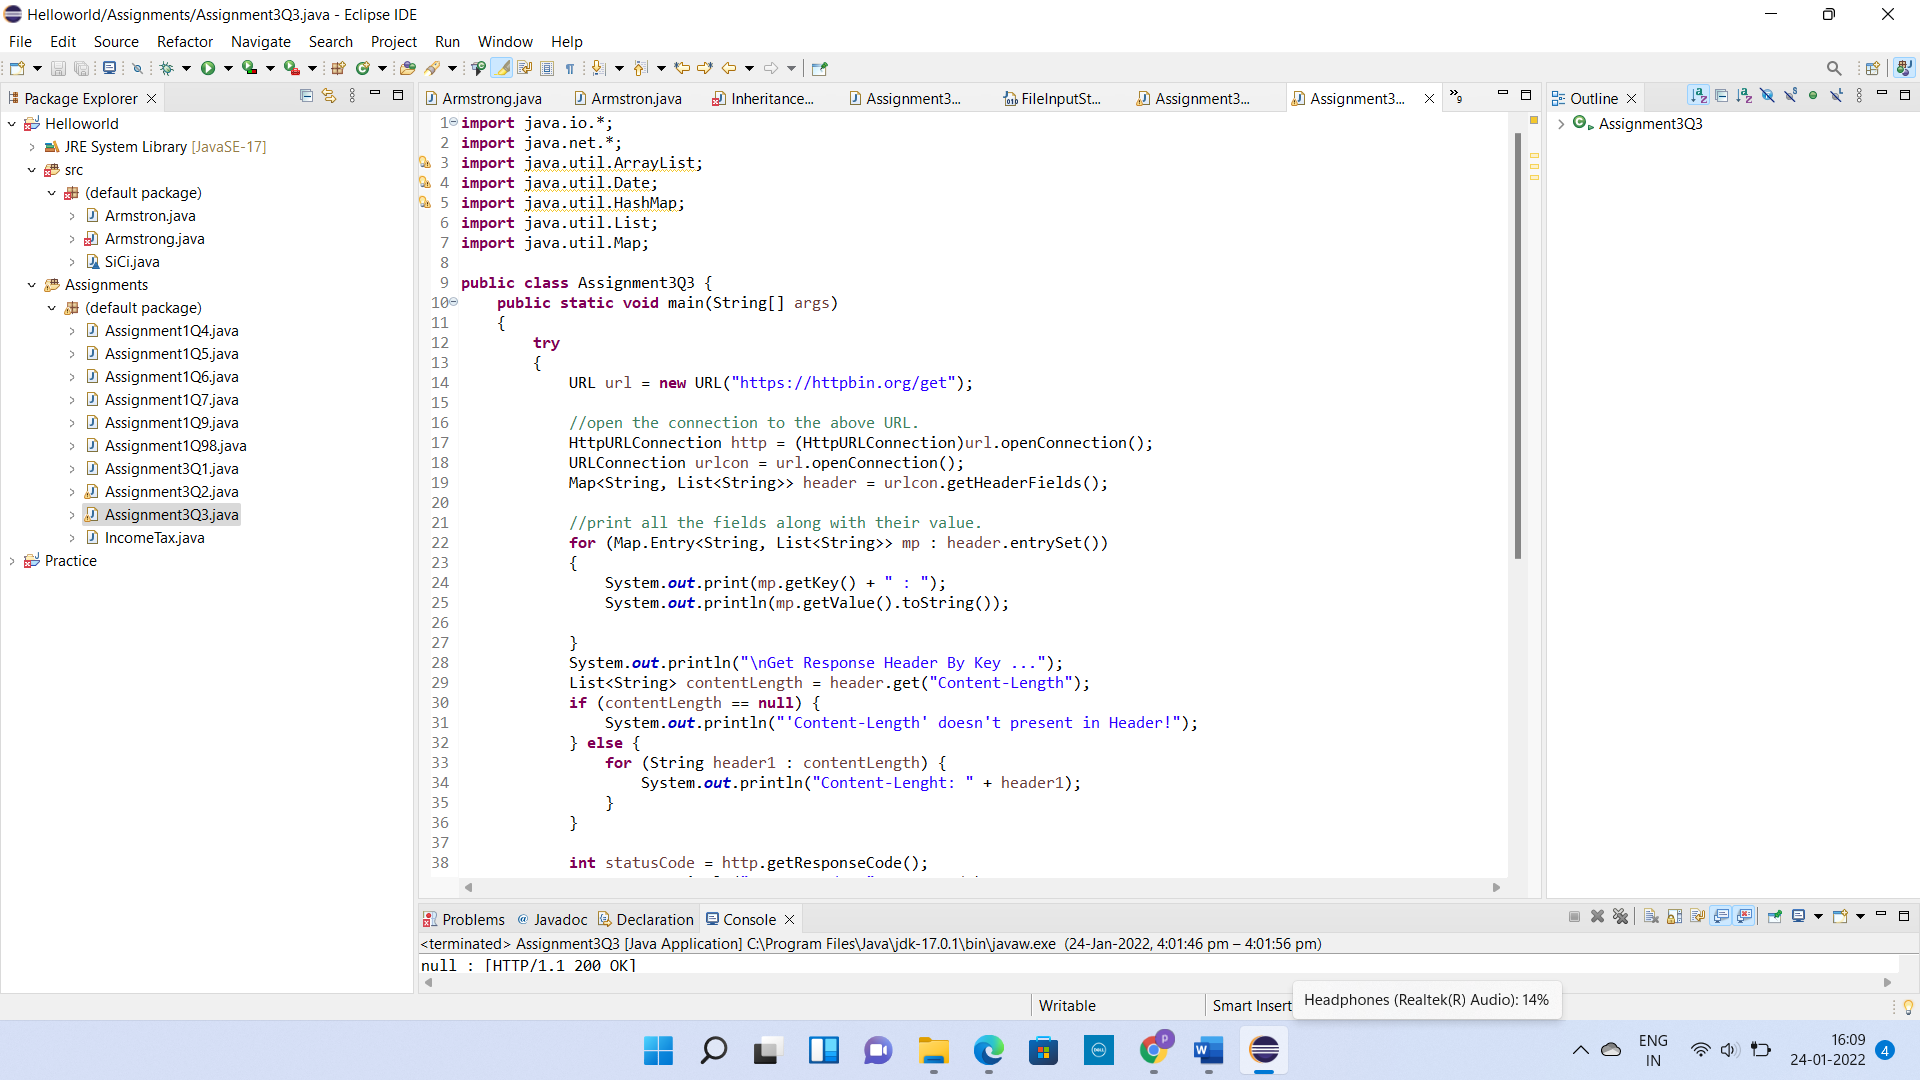 Helloworld/Assignments/Assignment3Q3.java - Eclipse IDE
File Edit Source Refactor Navigate Search Project Run Window Help
Package Explorer
Helloworld
JRE System Library [JavaSE-17]
src
(default package)
Armstron.java
Armstrong.java
SiCi.java
Assignments
(default package)
Assignment1Q4.java
Assignment1Q5.java
Assignment1Q6.java
Assignment1Q7.java
Assignment1Q9.java
Assignment1Q98.java
Assignment3Q1.java
Assignment3Q2.java
Assignment3Q3.java
IncomeTax.java
Practice
Armstrong.java Armstron.java Inheritance... Assignment3... FileInputSt... Assignment3... Assignment3... 9
1 import java.io.*;
2 import java.net.*;
3 import java.util.ArrayList;
4 import java.util.Date;
5 import java.util.HashMap;
6 import java.util.List;
7 import java.util.Map;
8
9 public class Assignment3Q3 {
10 public static void main(String[] args)
11 {
12 try
13 {
14 URL url = new URL("https://httpbin.org/get");
15
16 //open the connection to the above URL.
17 HttpURLConnection http = (HttpURLConnection)url.openConnection();
18 URLConnection urlcon = url.openConnection();
19 Map<String, List<String>> header = urlcon.getHeaderFields();
20
21 //print all the fields along with their value.
22 for (Map.Entry<String, List<String>> mp : header.entrySet())
23 {
24 System.out.print(mp.getKey() + " : ");
25 System.out.println(mp.getValue().toString());
26
27 }
28 System.out.println("\nGet Response Header By Key ...");
29 List<String> contentLength = header.get("Content-Length");
30 if (contentLength == null) {
31 System.out.println("'Content-Length' doesn't present in Header!");
32 } else {
33 for (String header1 : contentLength) {
34 System.out.println("Content-Lenght: " + header1);
35 }
36 }
37
38 int statusCode = http.getResponseCode();
Outline
Assignment3Q3
Problems Javadoc Declaration Console
<terminated> Assignment3Q3 [Java Application] C:\Program Files\Java\jdk-17.0.1\bin\javaw.exe (24-Jan-2022, 4:01:46 pm – 4:01:56 pm)
null : [HTTP/1.1 200 OK]
Writable Smart Insert
Headphones (Realtek(R) Audio): 14%
ENG
IN
16:09
24-01-2022
4